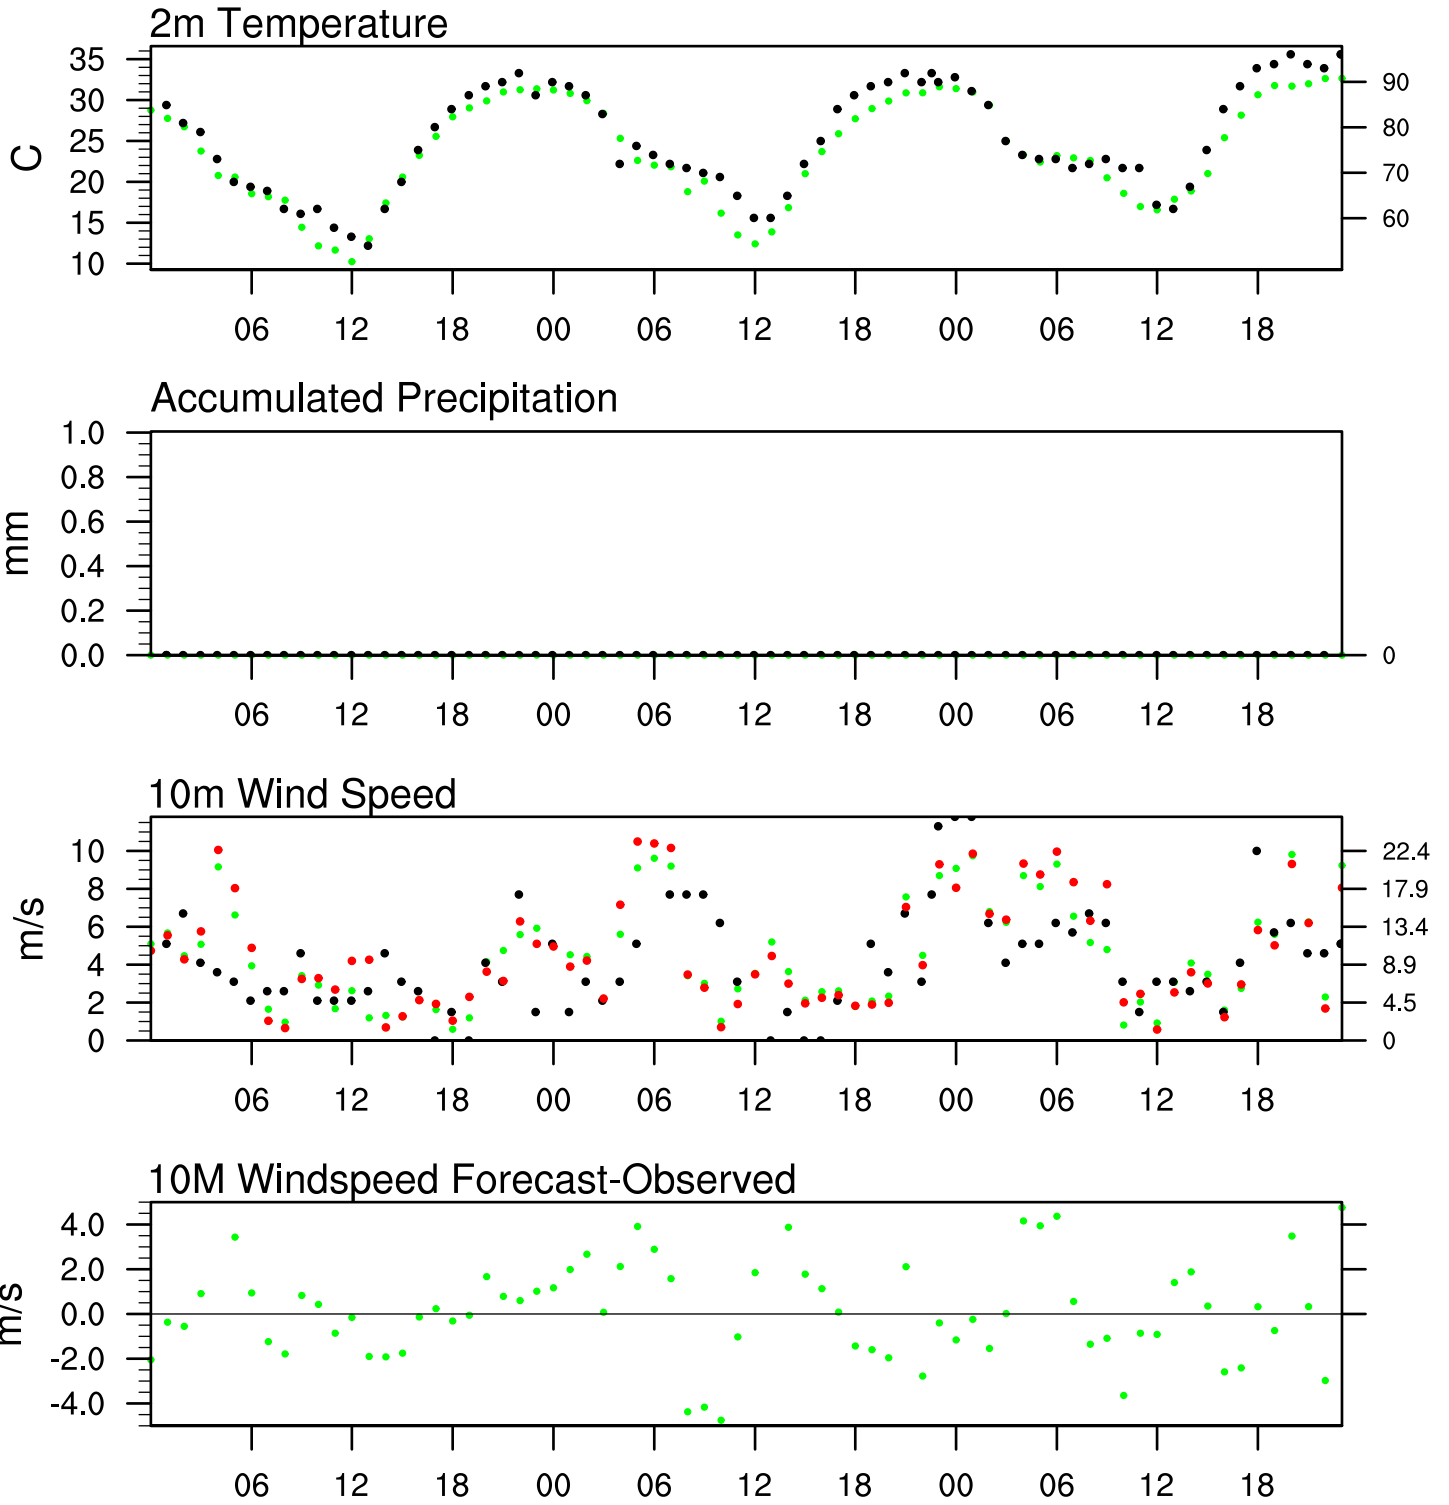 2m Temperature
35
30
25
20
15
10
C
90
80
70
60
06 12 18 00 06 12 18 00 06 12 18
Accumulated Precipitation
1.0
0.8
0.6
0.4
0.2
0.0
mm
0
06 12 18 00 06 12 18 00 06 12 18
10m Wind Speed
10
8
6
4
2
0
m/s
22.4
17.9
13.4
8.9
4.5
0
06 12 18 00 06 12 18 00 06 12 18
10M Windspeed Forecast-Observed
4.0
2.0
0.0
-2.0
-4.0
m/s
06 12 18 00 06 12 18 00 06 12 18